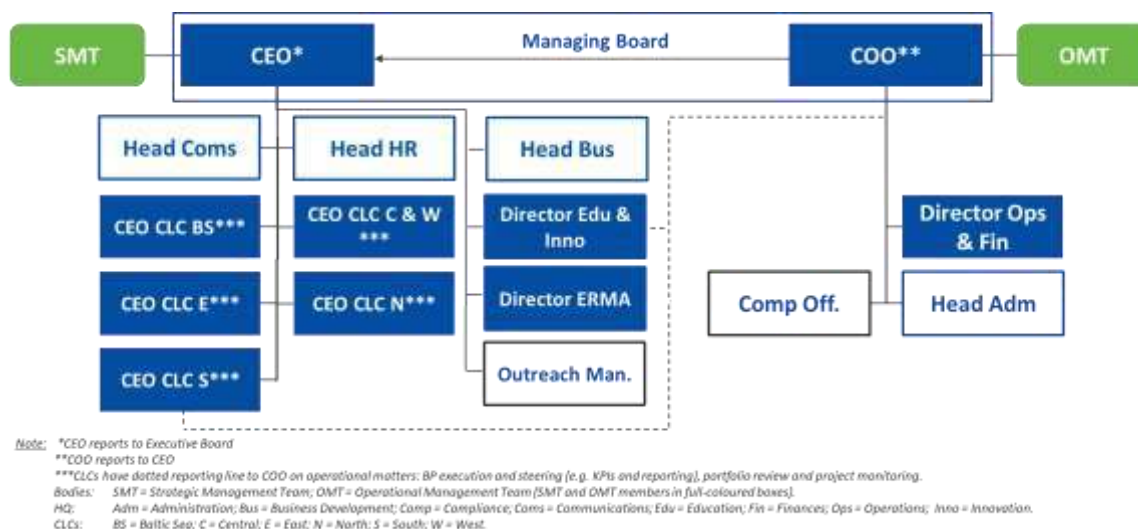 SMT
CEO*
Managing Board
COO**
OMT
Head Coms
Head HR
Head Bus
CEO CLC BS***
CEO CLC C & W
***
Director Edu &
Inno
Director Ops
& Fin
CEO CLC E***
CEO CLC N***
Director ERMA
Comp Off.
Head Adm
CEO CLC S***
Outreach Man.
Note: *CEO reports to Executive Board
**COO reports to CEO
***CLCs have dotted reporting line to COO on operational matters: BP execution and steering (e.g. KPIs and reporting), portfolio review and project monitoring.
Bodies: SMT = Strategic Management Team; OMT = Operational Management Team (SMT and OMT members in full-coloured boxes).
HQ: Adm = Administration; Bus = Business Development; Comp = Compliance; Coms = Communications; Edu = Education; Fin = Finances; Ops = Operations; Inno = Innovation.
CLCs: BS = Baltic Sea; C = Central; E = East; N = North; S = South; W = West.